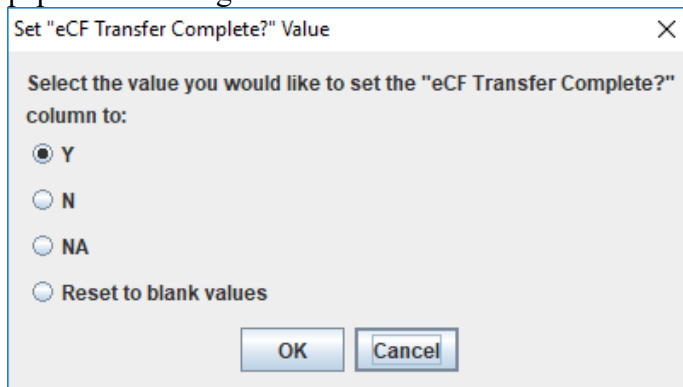 Set "eCF Transfer Complete?" Value
Select the value you would like to set the "eCF Transfer Complete?"
column to:
Y
N
NA
Reset to blank values
OK Cancel